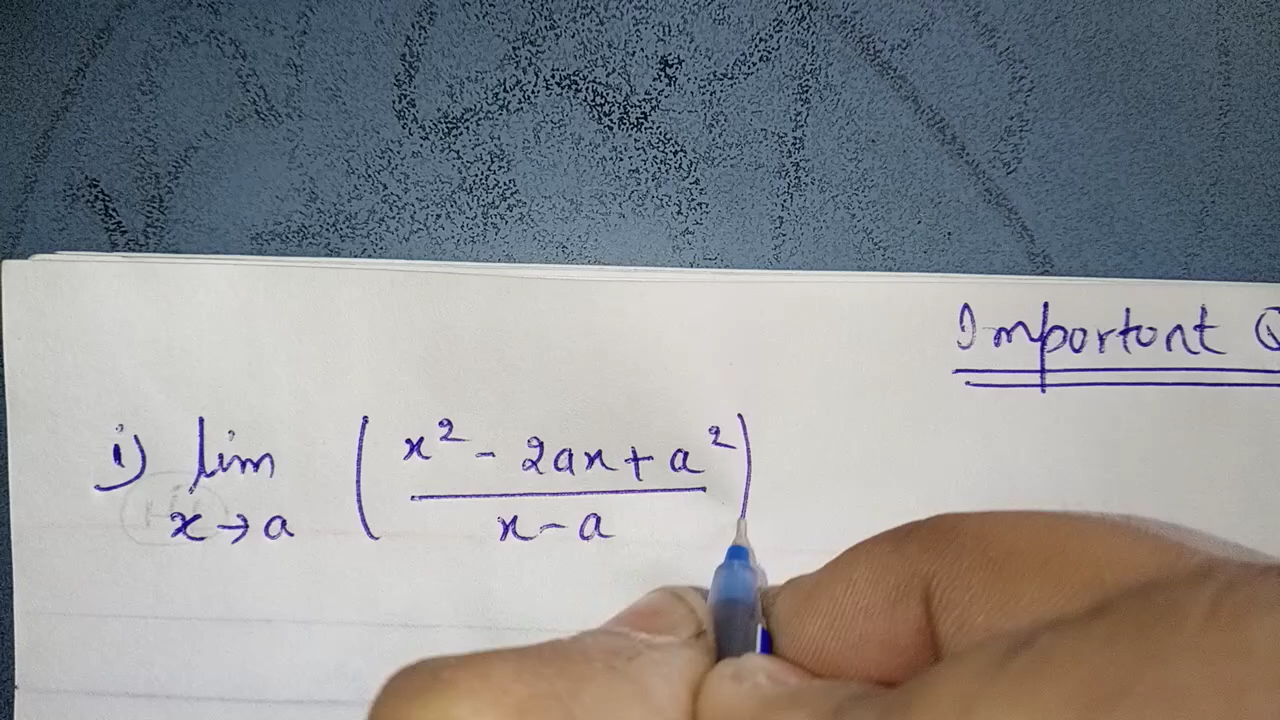 Importont Q
i) lim x→a ( x² - 2ax + a² / x - a )